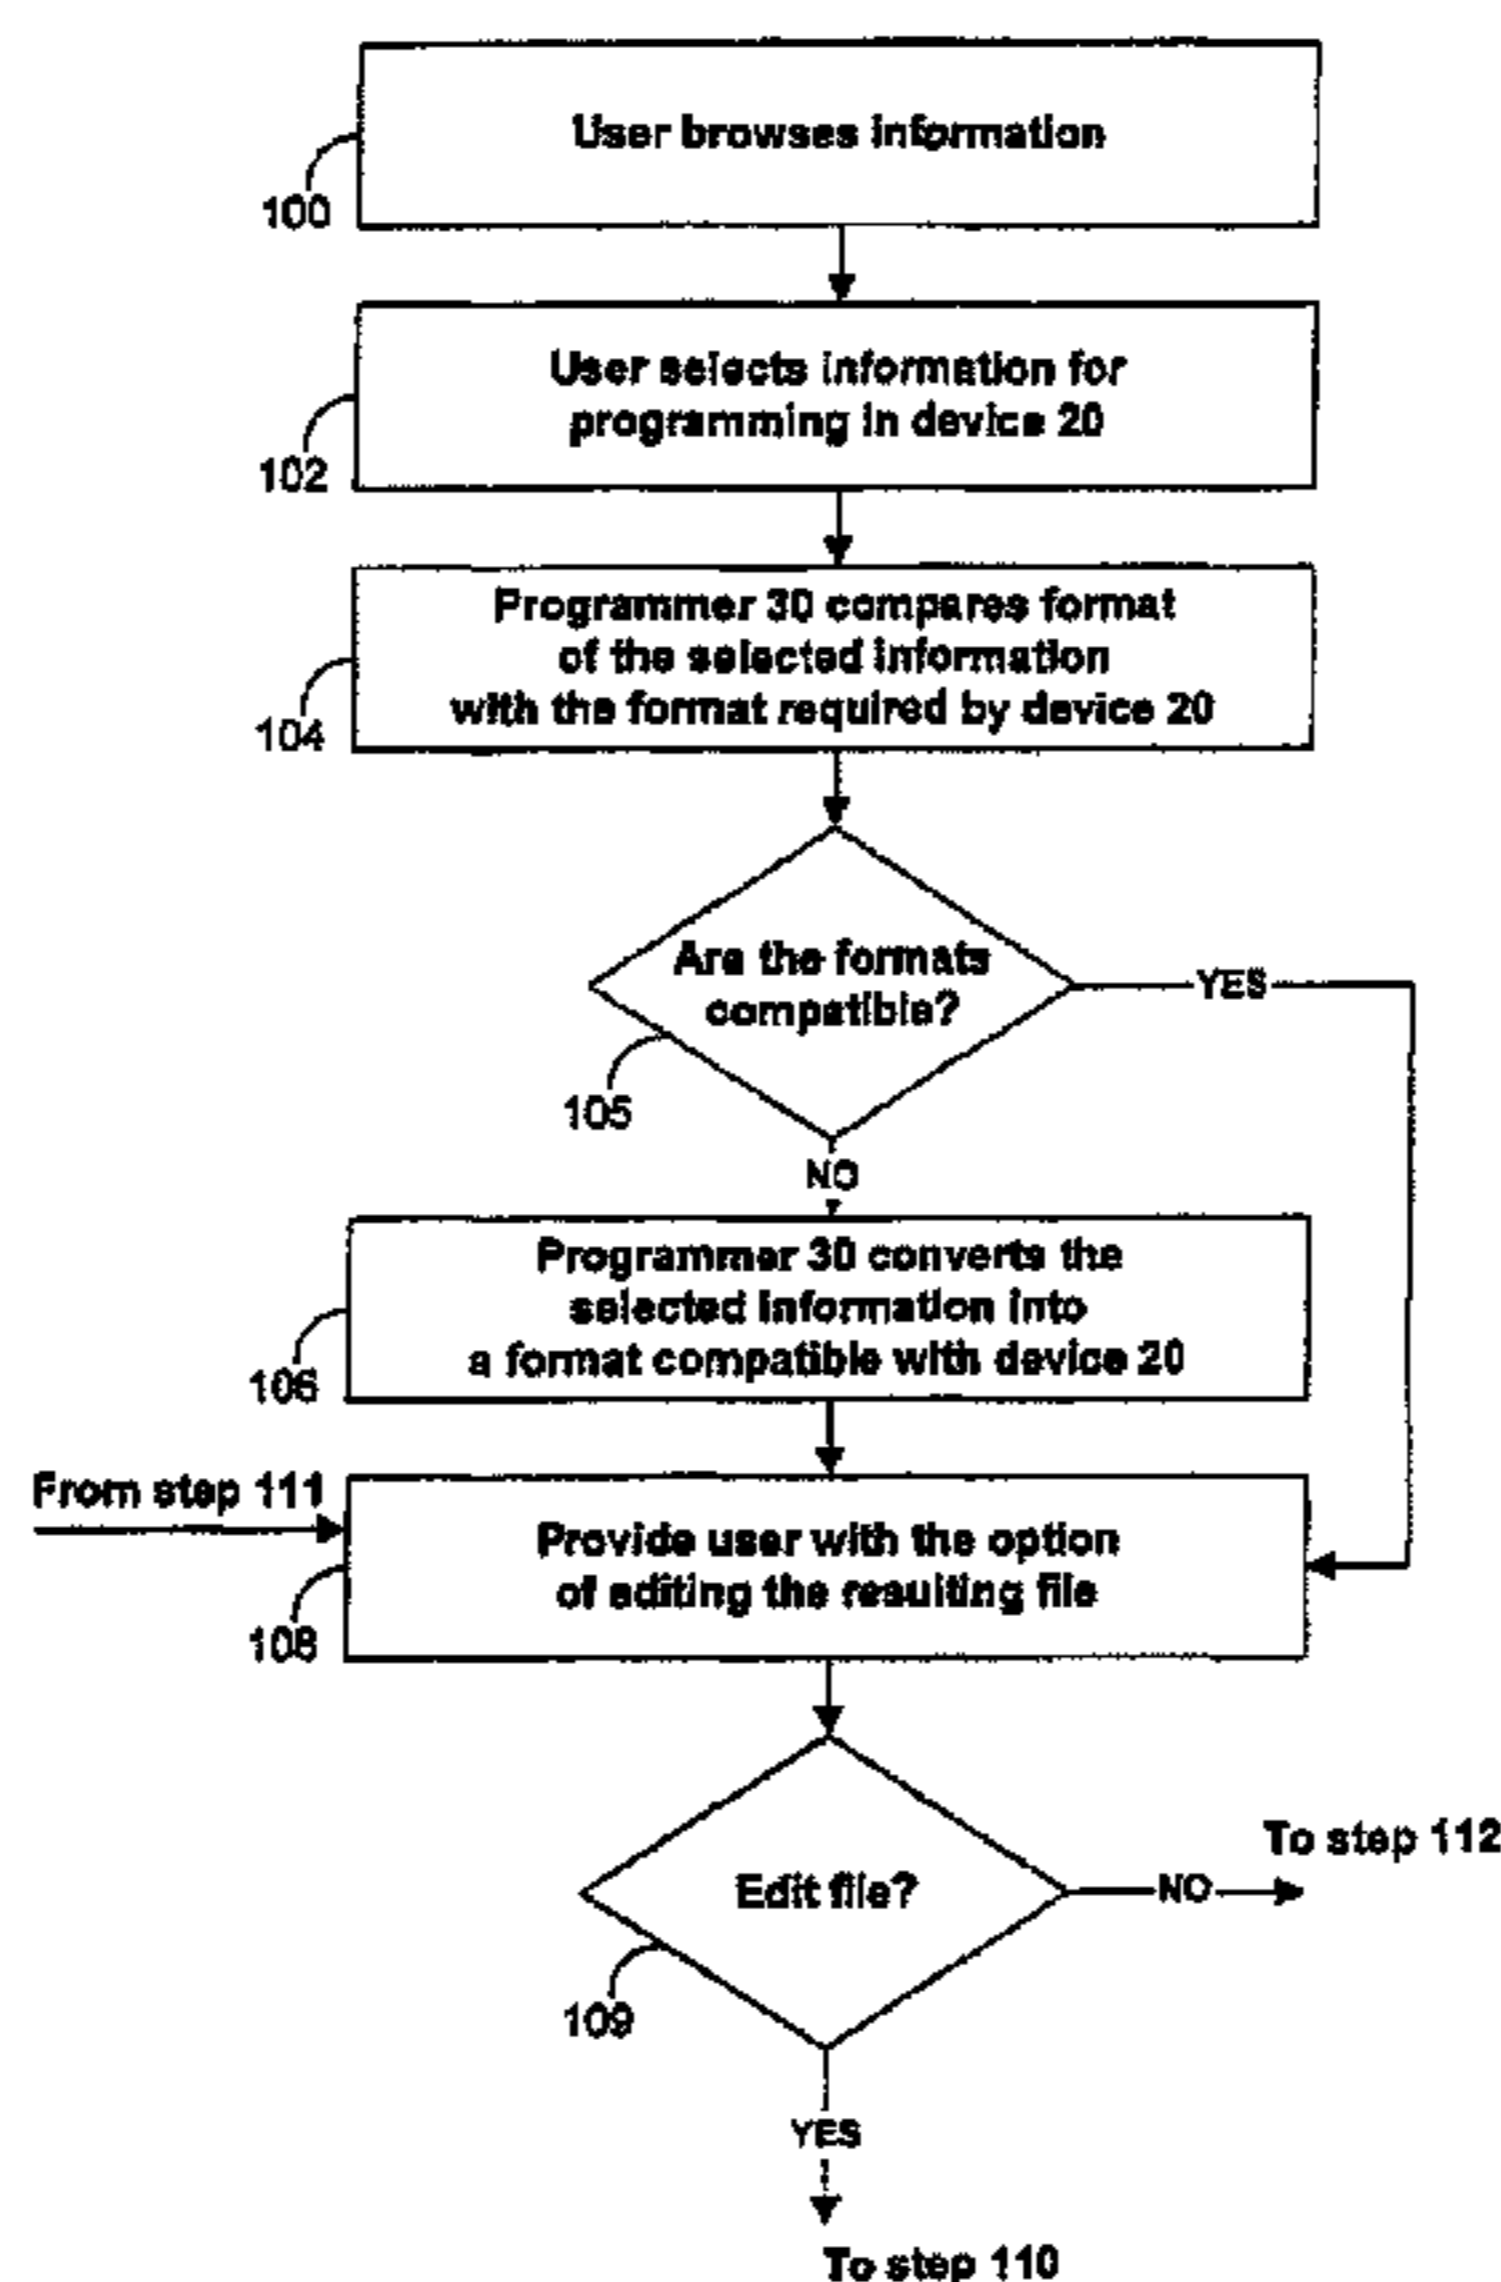 User browses information
100
User selects information for
programming in device 20
102
Programmer 30 compares format
of the selected information
with the format required by device 20
104
Are the formats
compatible?
YES
105
NO
Programmer 30 converts the
selected information into
a format compatible with device 20
106
From step 111
Provide user with the option
of editing the resulting file
108
To step 112
Edit file?
NO
109
YES
To step 110